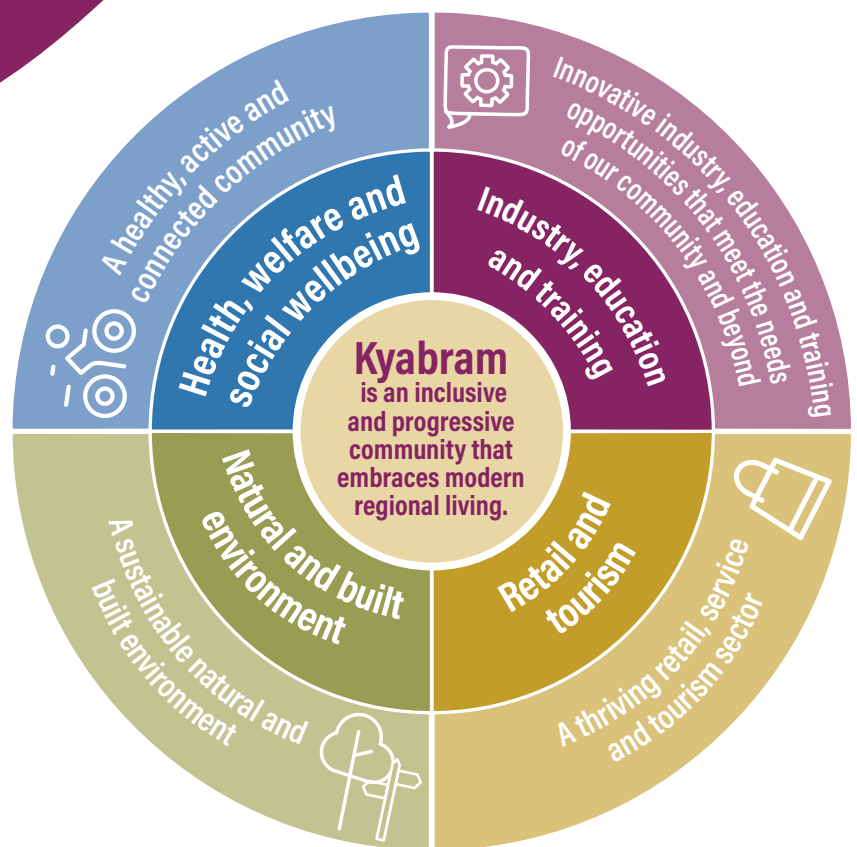 A healthy, active and
connected community
Health, welfare and
social wellbeing
Innovative industry, education and training
opportunities that meet the needs
of our community and beyond
Industry, education
and training
Kyabram
is an inclusive
and progressive
community that
embraces modern
regional living.
Natural and built
environment
A sustainable natural and
built environment
Retail and
tourism
A thriving retail, service
and tourism sector